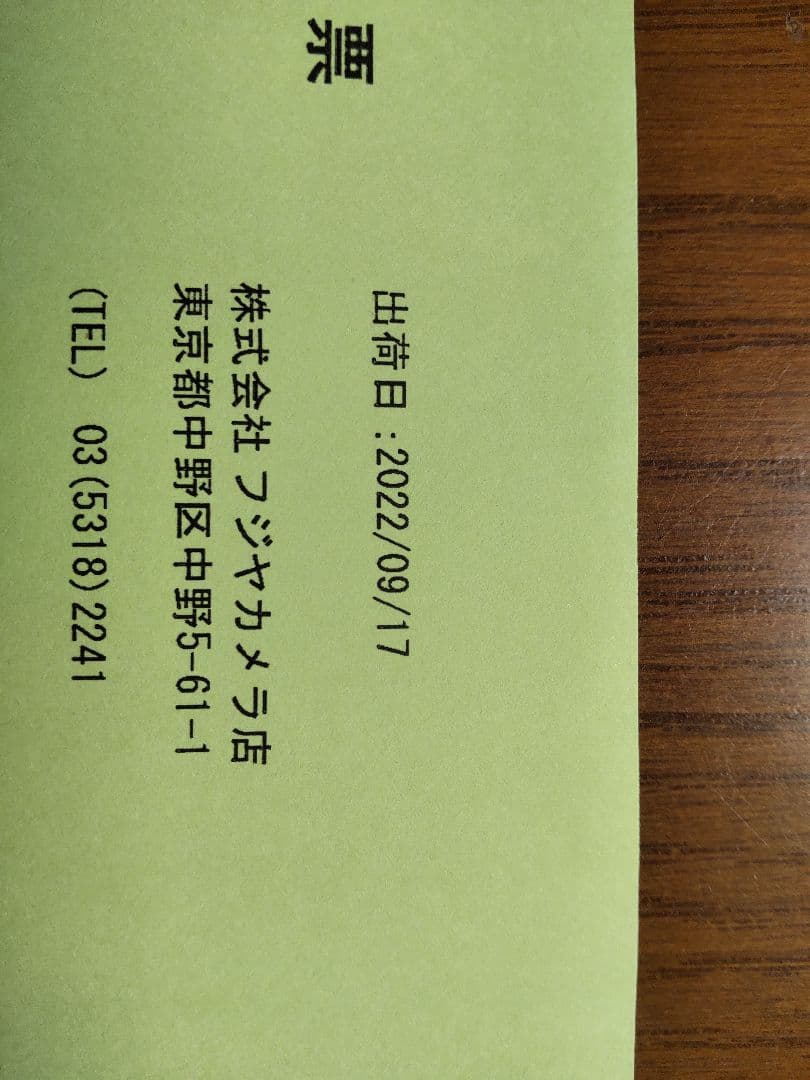 票
出荷日:2022/09/17
株式会社フジヤカメラ店
東京都中野区中野5-61-1
(TEL) 03(5318)2241